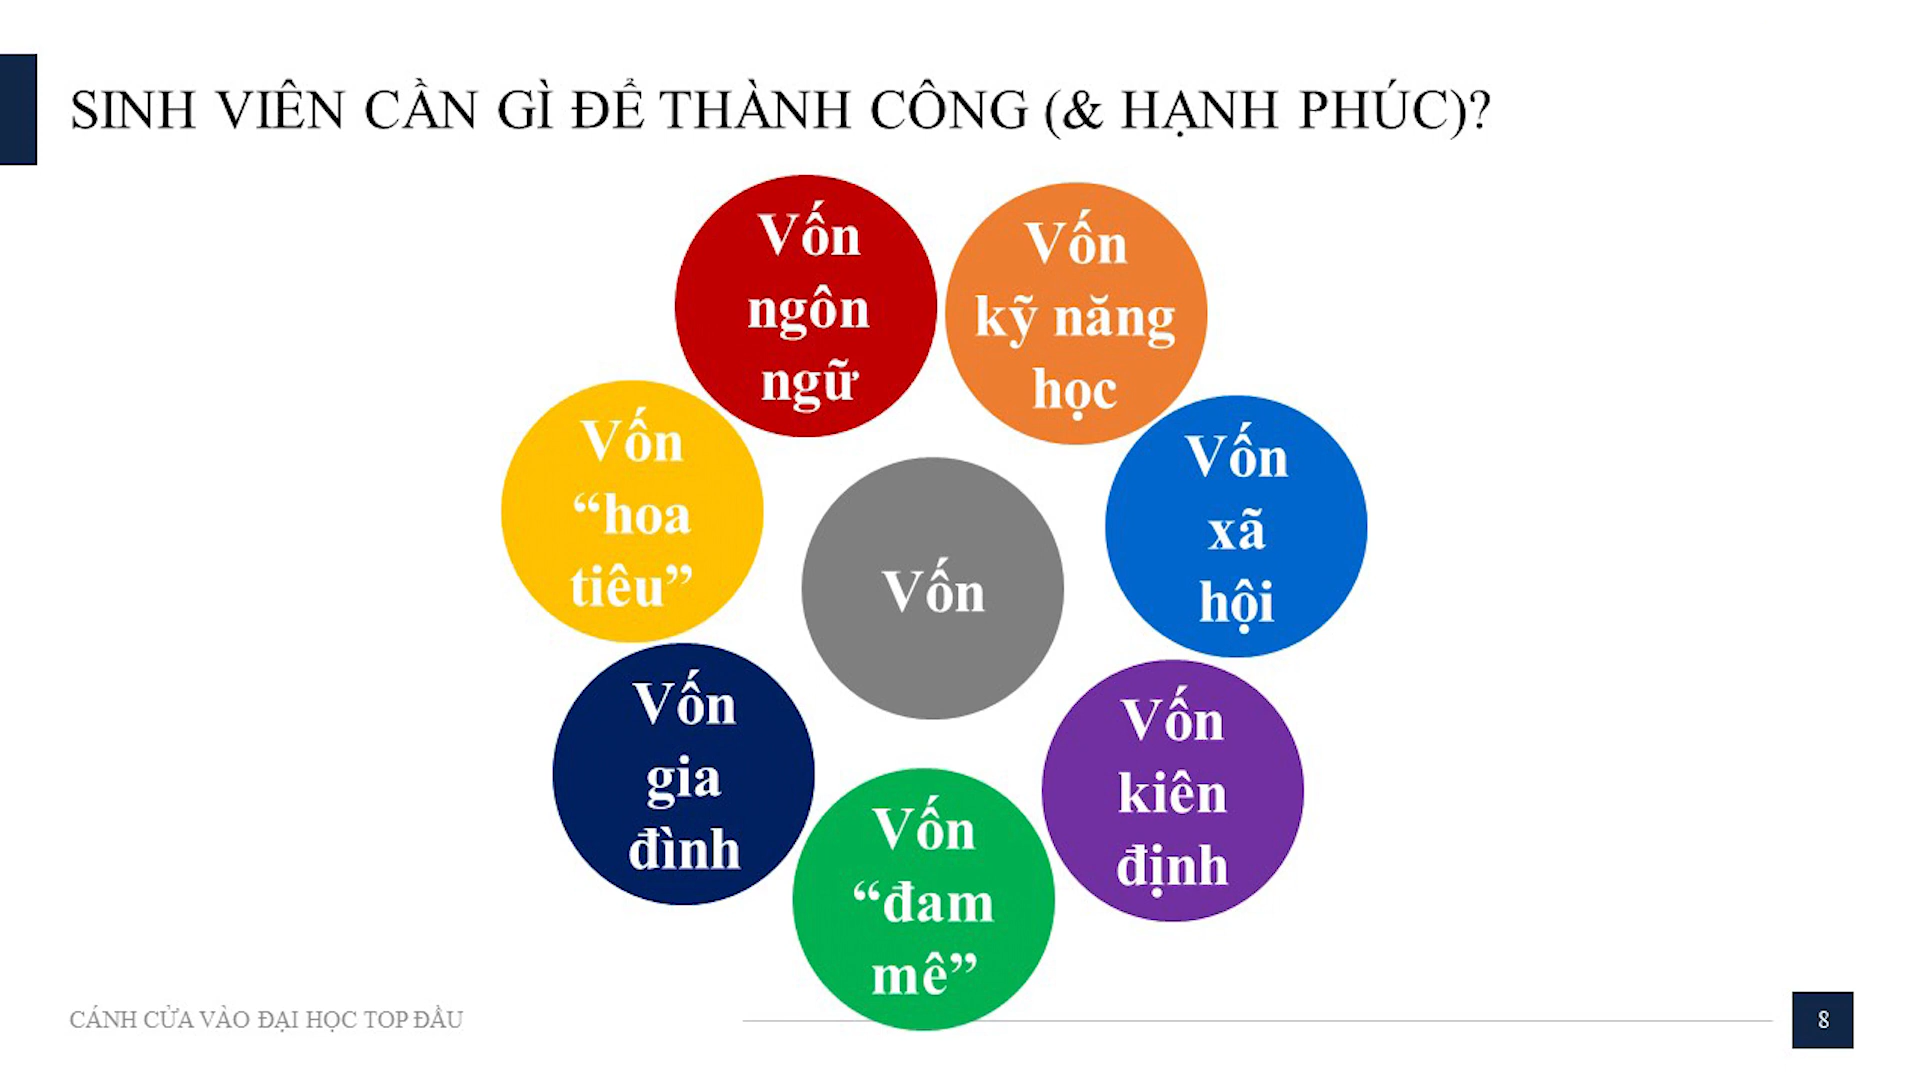 SINH VIÊN CẦN GÌ ĐỂ THÀNH CÔNG (& HẠNH PHÚC)?
Vốn
ngôn
ngữ
Vốn
kỹ năng
học
Vốn
“hoa
tiêu”
Vốn
xã
hội
Vốn
Vốn
gia
đình
Vốn
kiên
định
Vốn
“đam
mê”
CÁNH CỬA VÀO ĐẠI HỌC TOP ĐẦU
8